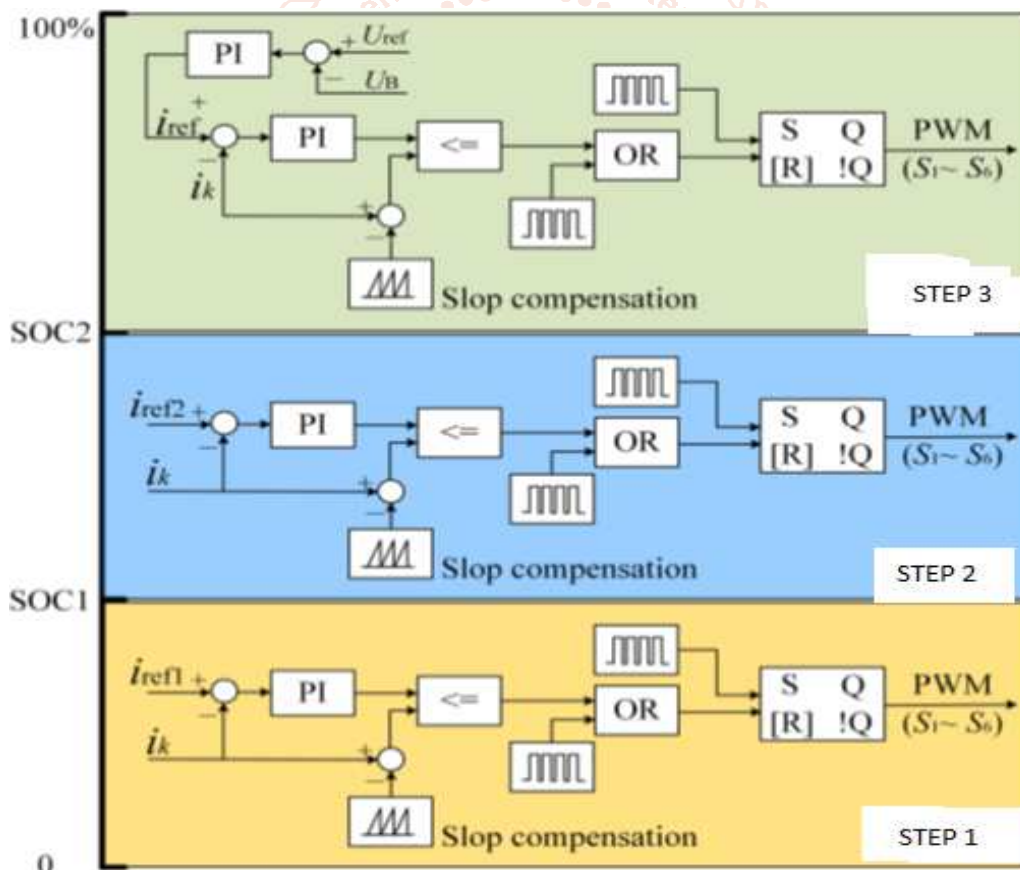 100%
PI
+ Uref
− UB
iref +
−
PI
<=
OR
S Q
[R] !Q
PWM
(S1~ S6)
ik
+
−
Slop compensation
STEP 3
SOC2
iref2 +
−
PI
<=
OR
S Q
[R] !Q
PWM
(S1~ S6)
ik
+
−
Slop compensation
STEP 2
SOC1
iref1 +
−
PI
<=
OR
S Q
[R] !Q
PWM
(S1~ S6)
ik
+
−
Slop compensation
STEP 1
0